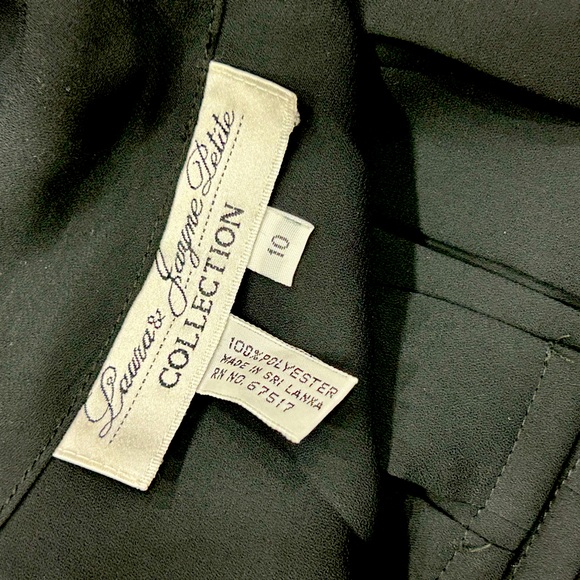 Laura & Jayne Petite
COLLECTION
10
100% POLYESTER
MADE IN SRI LANKA
RN NO. 67517